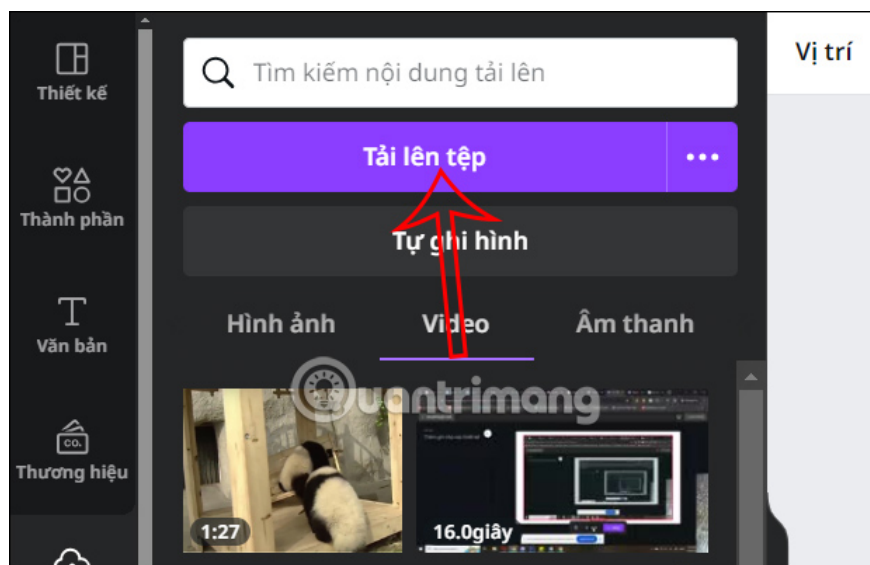 Vị trí
Thiết kế
Tìm kiếm nội dung tải lên
Tải lên tệp
Thành phần
Tự ghi hình
Hình ảnh
Video
Âm thanh
Văn bản
Quantrimang
CO.
Thương hiệu
1:27
16.0giây